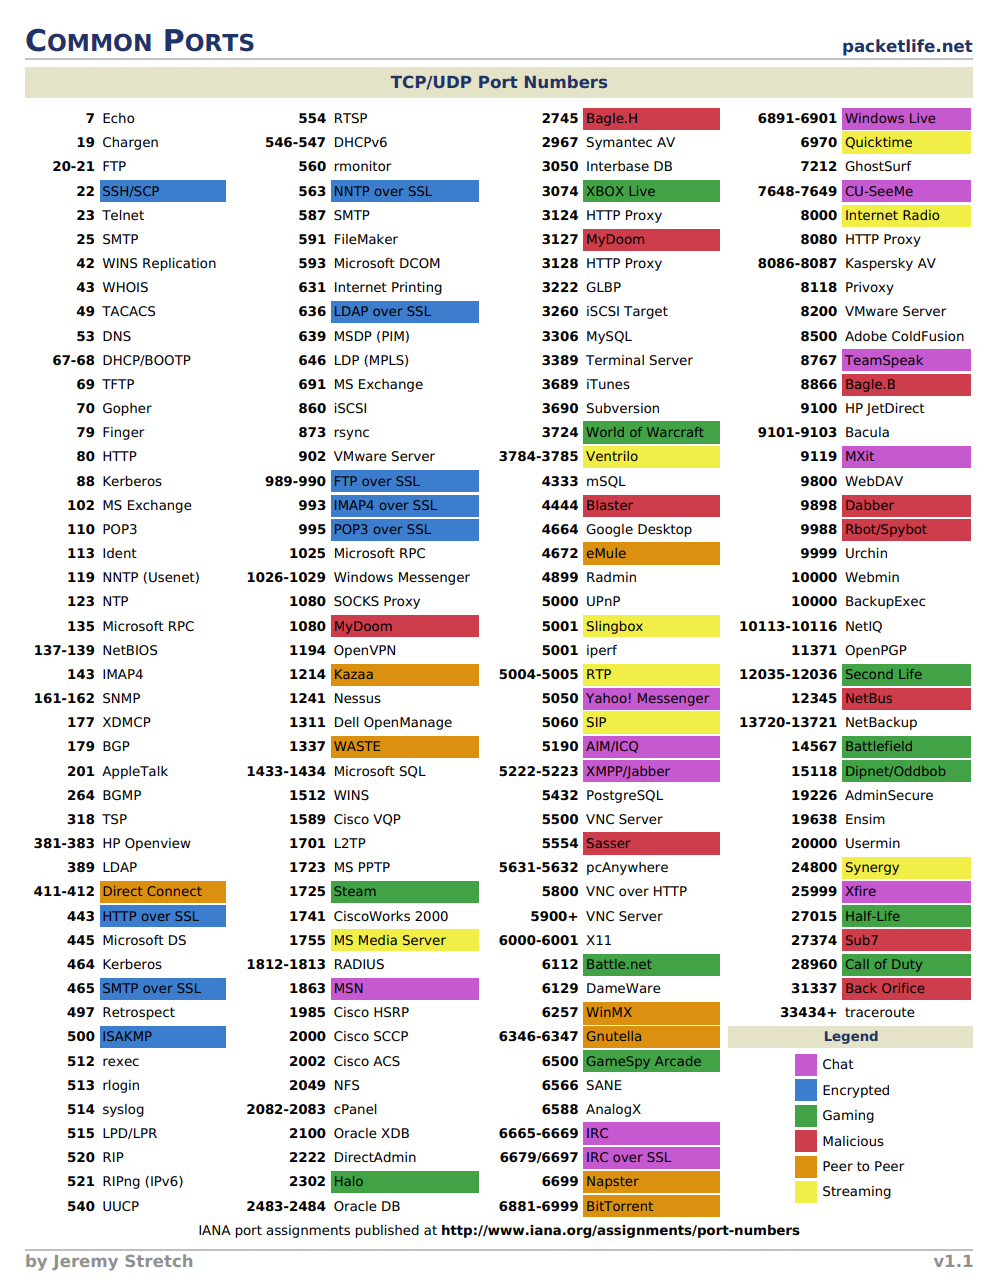 COMMON PORTS
packetlife.net
TCP/UDP Port Numbers
7 Echo
19 Chargen
20-21 FTP
22 SSH/SCP
23 Telnet
25 SMTP
42 WINS Replication
43 WHOIS
49 TACACS
53 DNS
67-68 DHCP/BOOTP
69 TFTP
70 Gopher
79 Finger
80 HTTP
88 Kerberos
102 MS Exchange
110 POP3
113 Ident
119 NNTP (Usenet)
123 NTP
135 Microsoft RPC
137-139 NetBIOS
143 IMAP4
161-162 SNMP
177 XDMCP
179 BGP
201 AppleTalk
264 BGMP
318 TSP
381-383 HP Openview
389 LDAP
411-412 Direct Connect
443 HTTP over SSL
445 Microsoft DS
464 Kerberos
465 SMTP over SSL
497 Retrospect
500 ISAKMP
512 rexec
513 rlogin
514 syslog
515 LPD/LPR
520 RIP
521 RIPng (IPv6)
540 UUCP
554 RTSP
546-547 DHCPv6
560 rmonitor
563 NNTP over SSL
587 SMTP
591 FileMaker
593 Microsoft DCOM
631 Internet Printing
636 LDAP over SSL
639 MSDP (PIM)
646 LDP (MPLS)
691 MS Exchange
860 iSCSI
873 rsync
902 VMware Server
989-990 FTP over SSL
993 IMAP4 over SSL
995 POP3 over SSL
1025 Microsoft RPC
1026-1029 Windows Messenger
1080 SOCKS Proxy
1080 MyDoom
1194 OpenVPN
1214 Kazaa
1241 Nessus
1311 Dell OpenManage
1337 WASTE
1433-1434 Microsoft SQL
1512 WINS
1589 Cisco VQP
1701 L2TP
1723 MS PPTP
1725 Steam
1741 CiscoWorks 2000
1755 MS Media Server
1812-1813 RADIUS
1863 MSN
1985 Cisco HSRP
2000 Cisco SCCP
2002 Cisco ACS
2049 NFS
2082-2083 cPanel
2100 Oracle XDB
2222 DirectAdmin
2302 Halo
2483-2484 Oracle DB
2745 Bagle.H
2967 Symantec AV
3050 Interbase DB
3074 XBOX Live
3124 HTTP Proxy
3127 MyDoom
3128 HTTP Proxy
3222 GLBP
3260 iSCSI Target
3306 MySQL
3389 Terminal Server
3689 iTunes
3690 Subversion
3724 World of Warcraft
3784-3785 Ventrilo
4333 mSQL
4444 Blaster
4664 Google Desktop
4672 eMule
4899 Radmin
5000 UPnP
5001 Slingbox
5001 iperf
5004-5005 RTP
5050 Yahoo! Messenger
5060 SIP
5190 AIM/ICQ
5222-5223 XMPP/Jabber
5432 PostgreSQL
5500 VNC Server
5554 Sasser
5631-5632 pcAnywhere
5800 VNC over HTTP
5900+ VNC Server
6000-6001 X11
6112 Battle.net
6129 DameWare
6257 WinMX
6346-6347 Gnutella
6500 GameSpy Arcade
6566 SANE
6588 AnalogX
6665-6669 IRC
6679/6697 IRC over SSL
6699 Napster
6881-6999 BitTorrent
6891-6901 Windows Live
6970 Quicktime
7212 GhostSurf
7648-7649 CU-SeeMe
8000 Internet Radio
8080 HTTP Proxy
8086-8087 Kaspersky AV
8118 Privoxy
8200 VMware Server
8500 Adobe ColdFusion
8767 TeamSpeak
8866 Bagle.B
9100 HP JetDirect
9101-9103 Bacula
9119 MXit
9800 WebDAV
9898 Dabber
9988 Rbot/Spybot
9999 Urchin
10000 Webmin
10000 BackupExec
10113-10116 NetIQ
11371 OpenPGP
12035-12036 Second Life
12345 NetBus
13720-13721 NetBackup
14567 Battlefield
15118 Dipnet/Oddbob
19226 AdminSecure
19638 Ensim
20000 Usermin
24800 Synergy
25999 Xfire
27015 Half-Life
27374 Sub7
28960 Call of Duty
31337 Back Orifice
33434+ traceroute
Legend
Chat
Encrypted
Gaming
Malicious
Peer to Peer
Streaming
IANA port assignments published at http://www.iana.org/assignments/port-numbers
by Jeremy Stretch
v1.1